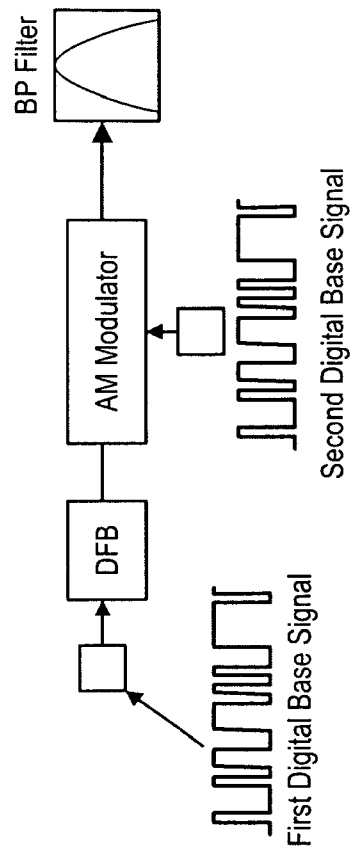 First Digital Base Signal
DFB
AM Modulator
Second Digital Base Signal
BP Filter